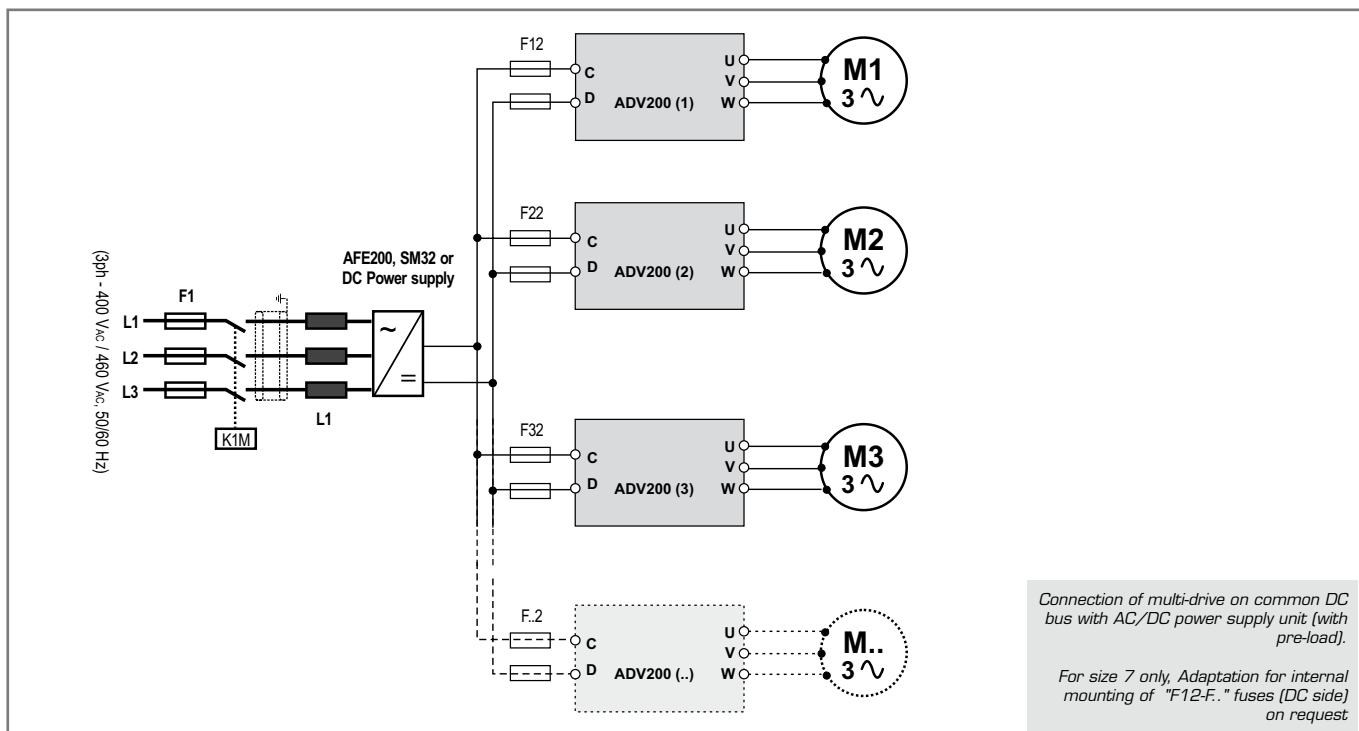 F12
C
D
ADV200 (1)
U
V
W
M1
3
F22
C
D
ADV200 (2)
U
V
W
M2
3
(3ph - 400 VAC / 460 VAC, 50/60 Hz)
AFE200, SM32 or
DC Power supply
F1
L1
L2
L3
K1M
L1
~
=
F32
C
D
ADV200 (3)
U
V
W
M3
3
F..2
C
D
ADV200 (..)
U
V
W
M..
3
Connection of multi-drive on common DC
bus with AC/DC power supply unit (with
pre-load).
For size 7 only, Adaptation for internal
mounting of "F12-F.." fuses (DC side)
on request